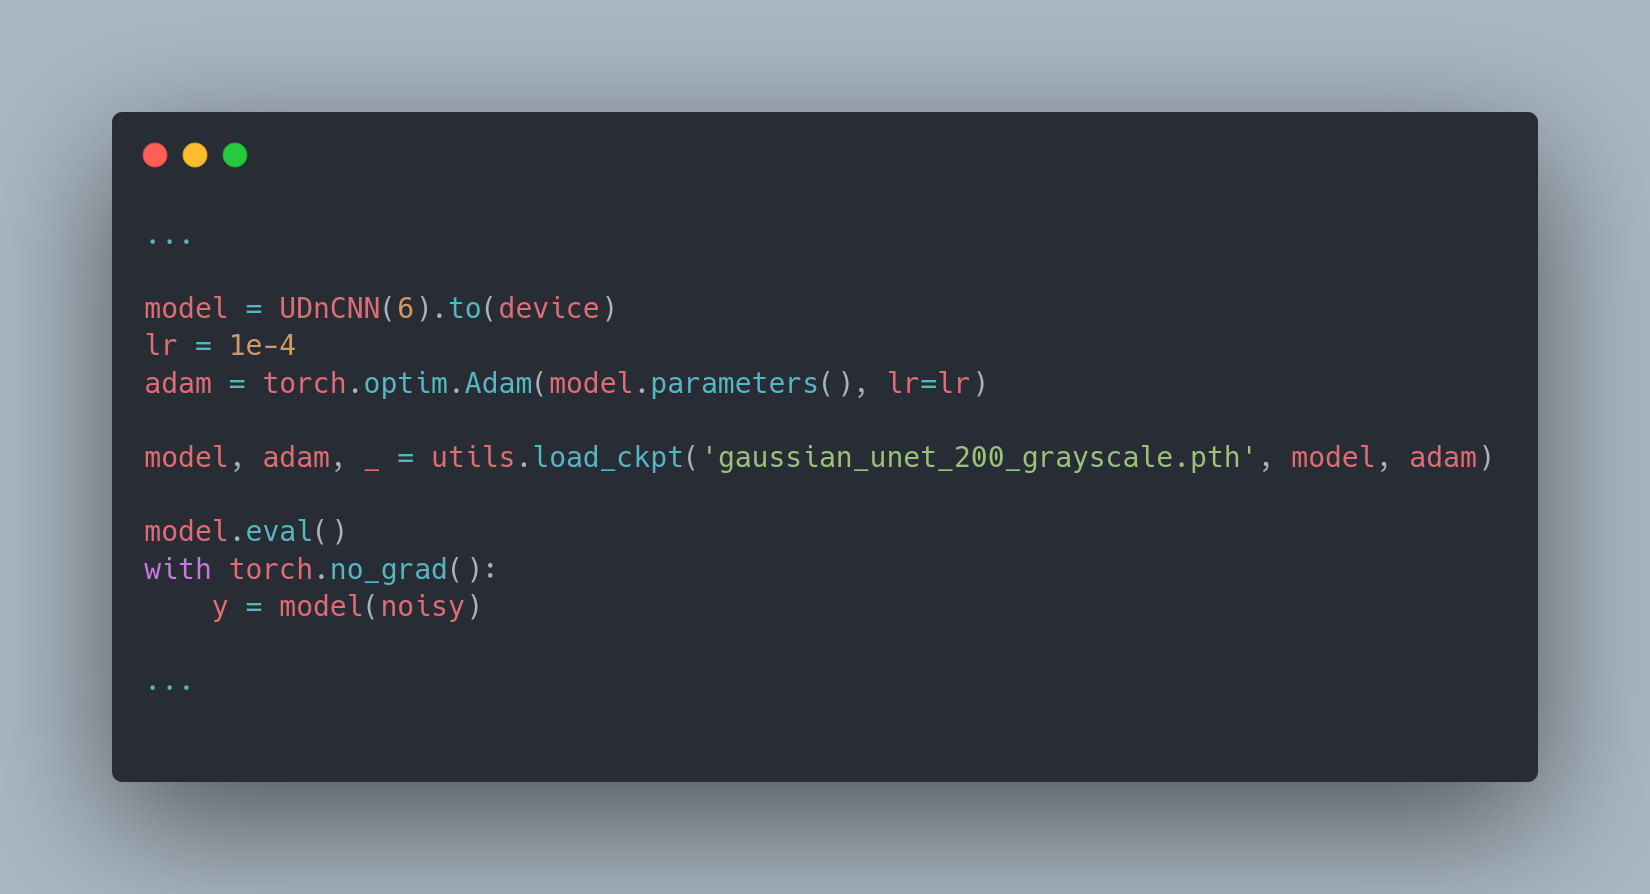 ...
model = UDnCNN(6).to(device)
lr = 1e-4
adam = torch.optim.Adam(model.parameters(), lr=lr)
model, adam, _ = utils.load_ckpt('gaussian_unet_200_grayscale.pth', model, adam)
model.eval()
with torch.no_grad():
    y = model(noisy)
...